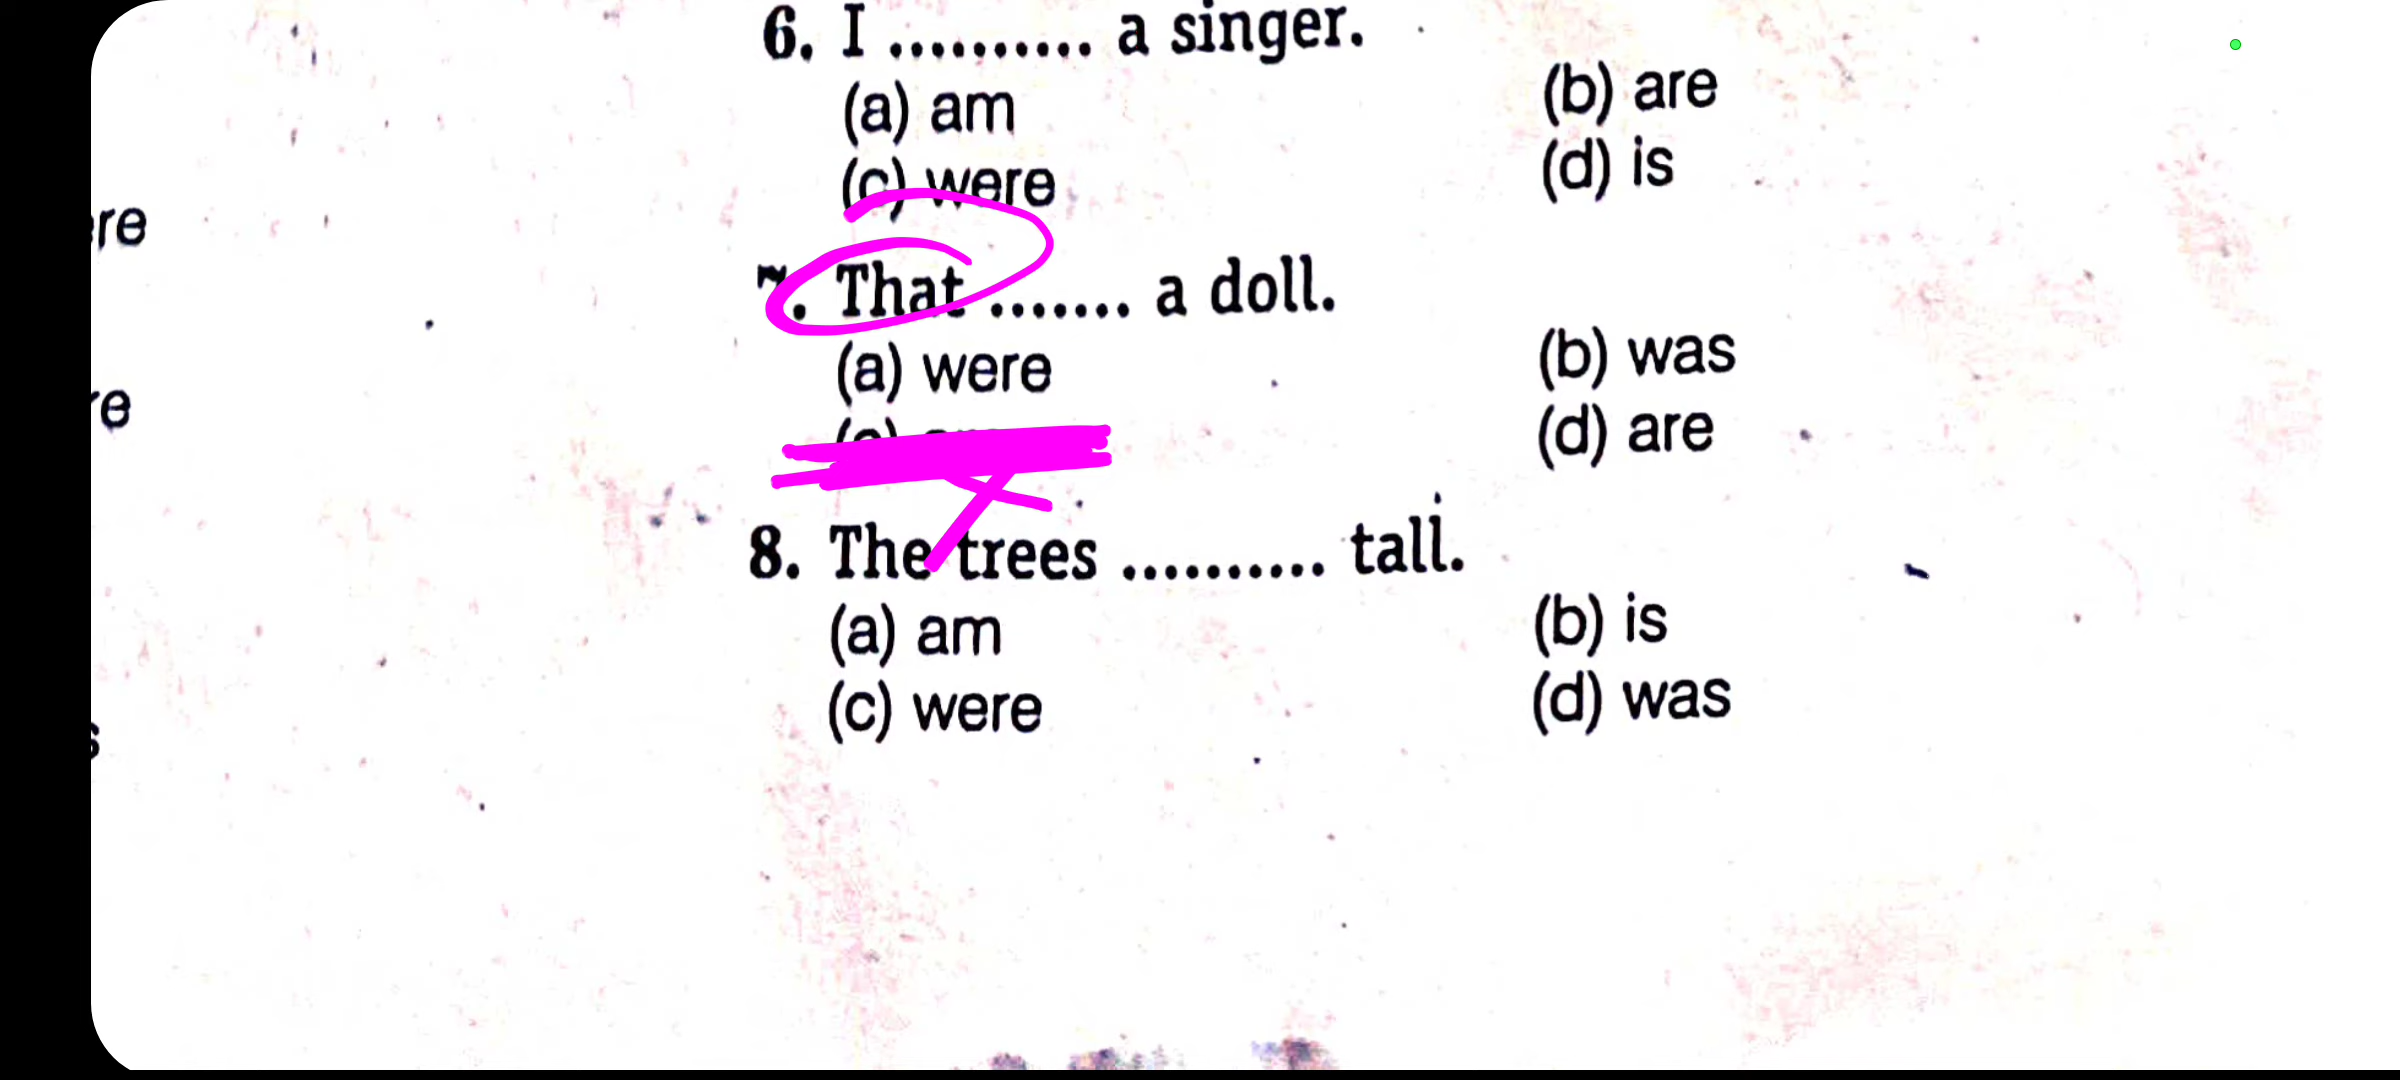 6. I .......... a singer.
(a) am (b) are
(c) were (d) is
re
7. That ....... a doll.
(a) were (b) was
re
(d) are
8. The trees .......... tall.
(a) am (b) is
(c) were (d) was
s